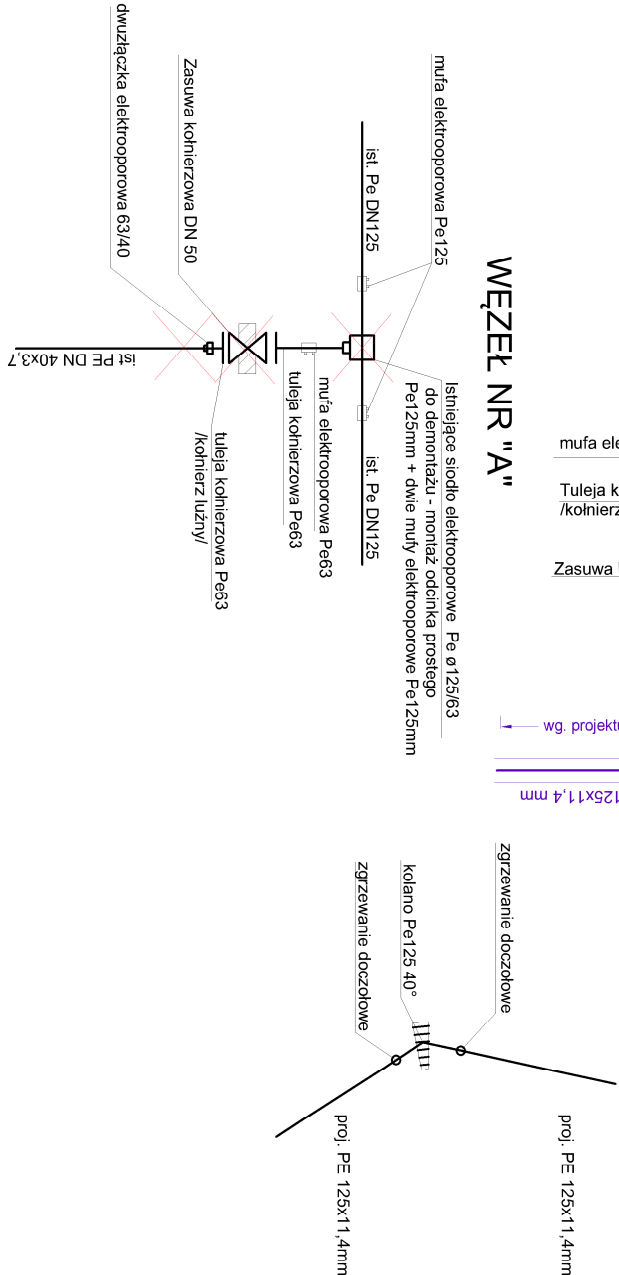 WĘZEŁ NR "A"
mufa elektrooporowa Pe125
ist. Pe DN125
ist. Pe DN125
Zasuwa kołnierzowa DN 50
dwuzłączka elektrooporowa 63/40
Istniejące siodło elektrooporowe Pe ø125/63
do demontażu - montaż odcinka prostego
Pe125mm + dwie mufy elektrooporowe Pe125mm
mufa elektrooporowa Pe63
tuleja kołnierzowa Pe63
tuleja kołnierzowa Pe63
/kołnierz luźny/
ist PE DN 40x3,7
mufa ele
Tuleja k
/kołnierz
Zasuwa
wg. projektu
125x11,4 mm
zgrzewanie doczołowe
kolano Pe125 40°
zgrzewanie doczołowe
proj. PE 125x11,4mm
proj. PE 125x11,4mm